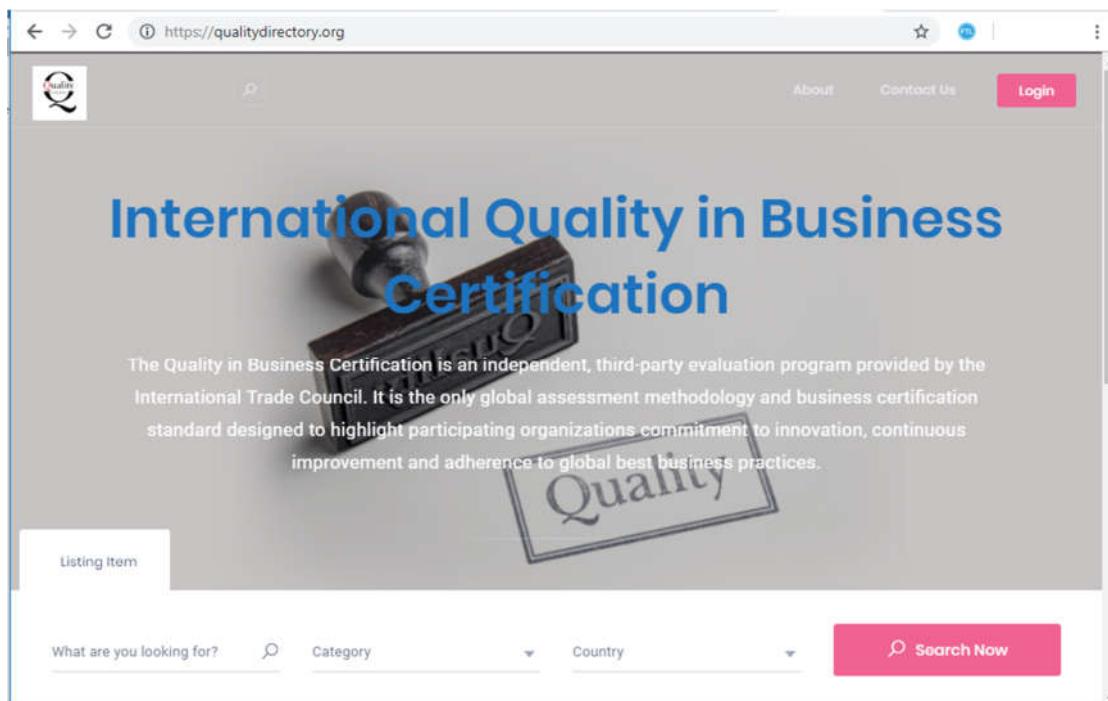 https://qualitydirectory.org
Quality
About
Contact Us
Login
International Quality in Business
Certification
The Quality in Business Certification is an independent, third-party evaluation program provided by the
International Trade Council. It is the only global assessment methodology and business certification
standard designed to highlight participating organizations commitment to innovation, continuous
improvement and adherence to global best business practices.
Quality
Quality
Listing Item
What are you looking for?
Category
Country
Search Now